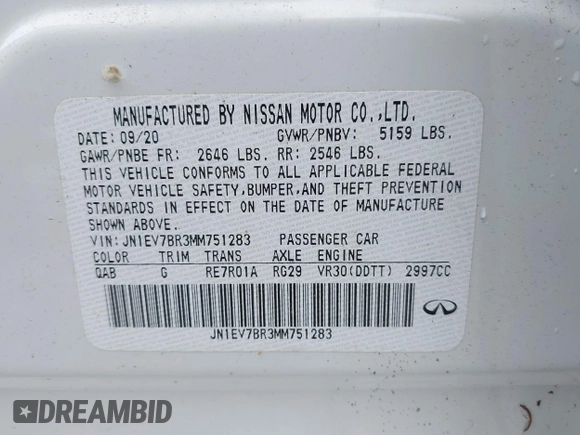 MANUFACTURED BY NISSAN MOTOR CO.,LTD.
DATE: 09/20 GVWR/PNBV: 5159 LBS.
GAWR/PNBE FR: 2646 LBS. RR: 2546 LBS.
THIS VEHICLE CONFORMS TO ALL APPLICABLE FEDERAL
MOTOR VEHICLE SAFETY,BUMPER,AND THEFT PREVENTION
STANDARDS IN EFFECT ON THE DATE OF MANUFACTURE
SHOWN ABOVE.
VIN: JN1EV7BR3MM751283 PASSENGER CAR
COLOR TRIM TRANS AXLE ENGINE
QAB G RE7R01A RG29 VR30(DDTT) 2997CC
JN1EV7BR3MM751283
DREAMBID